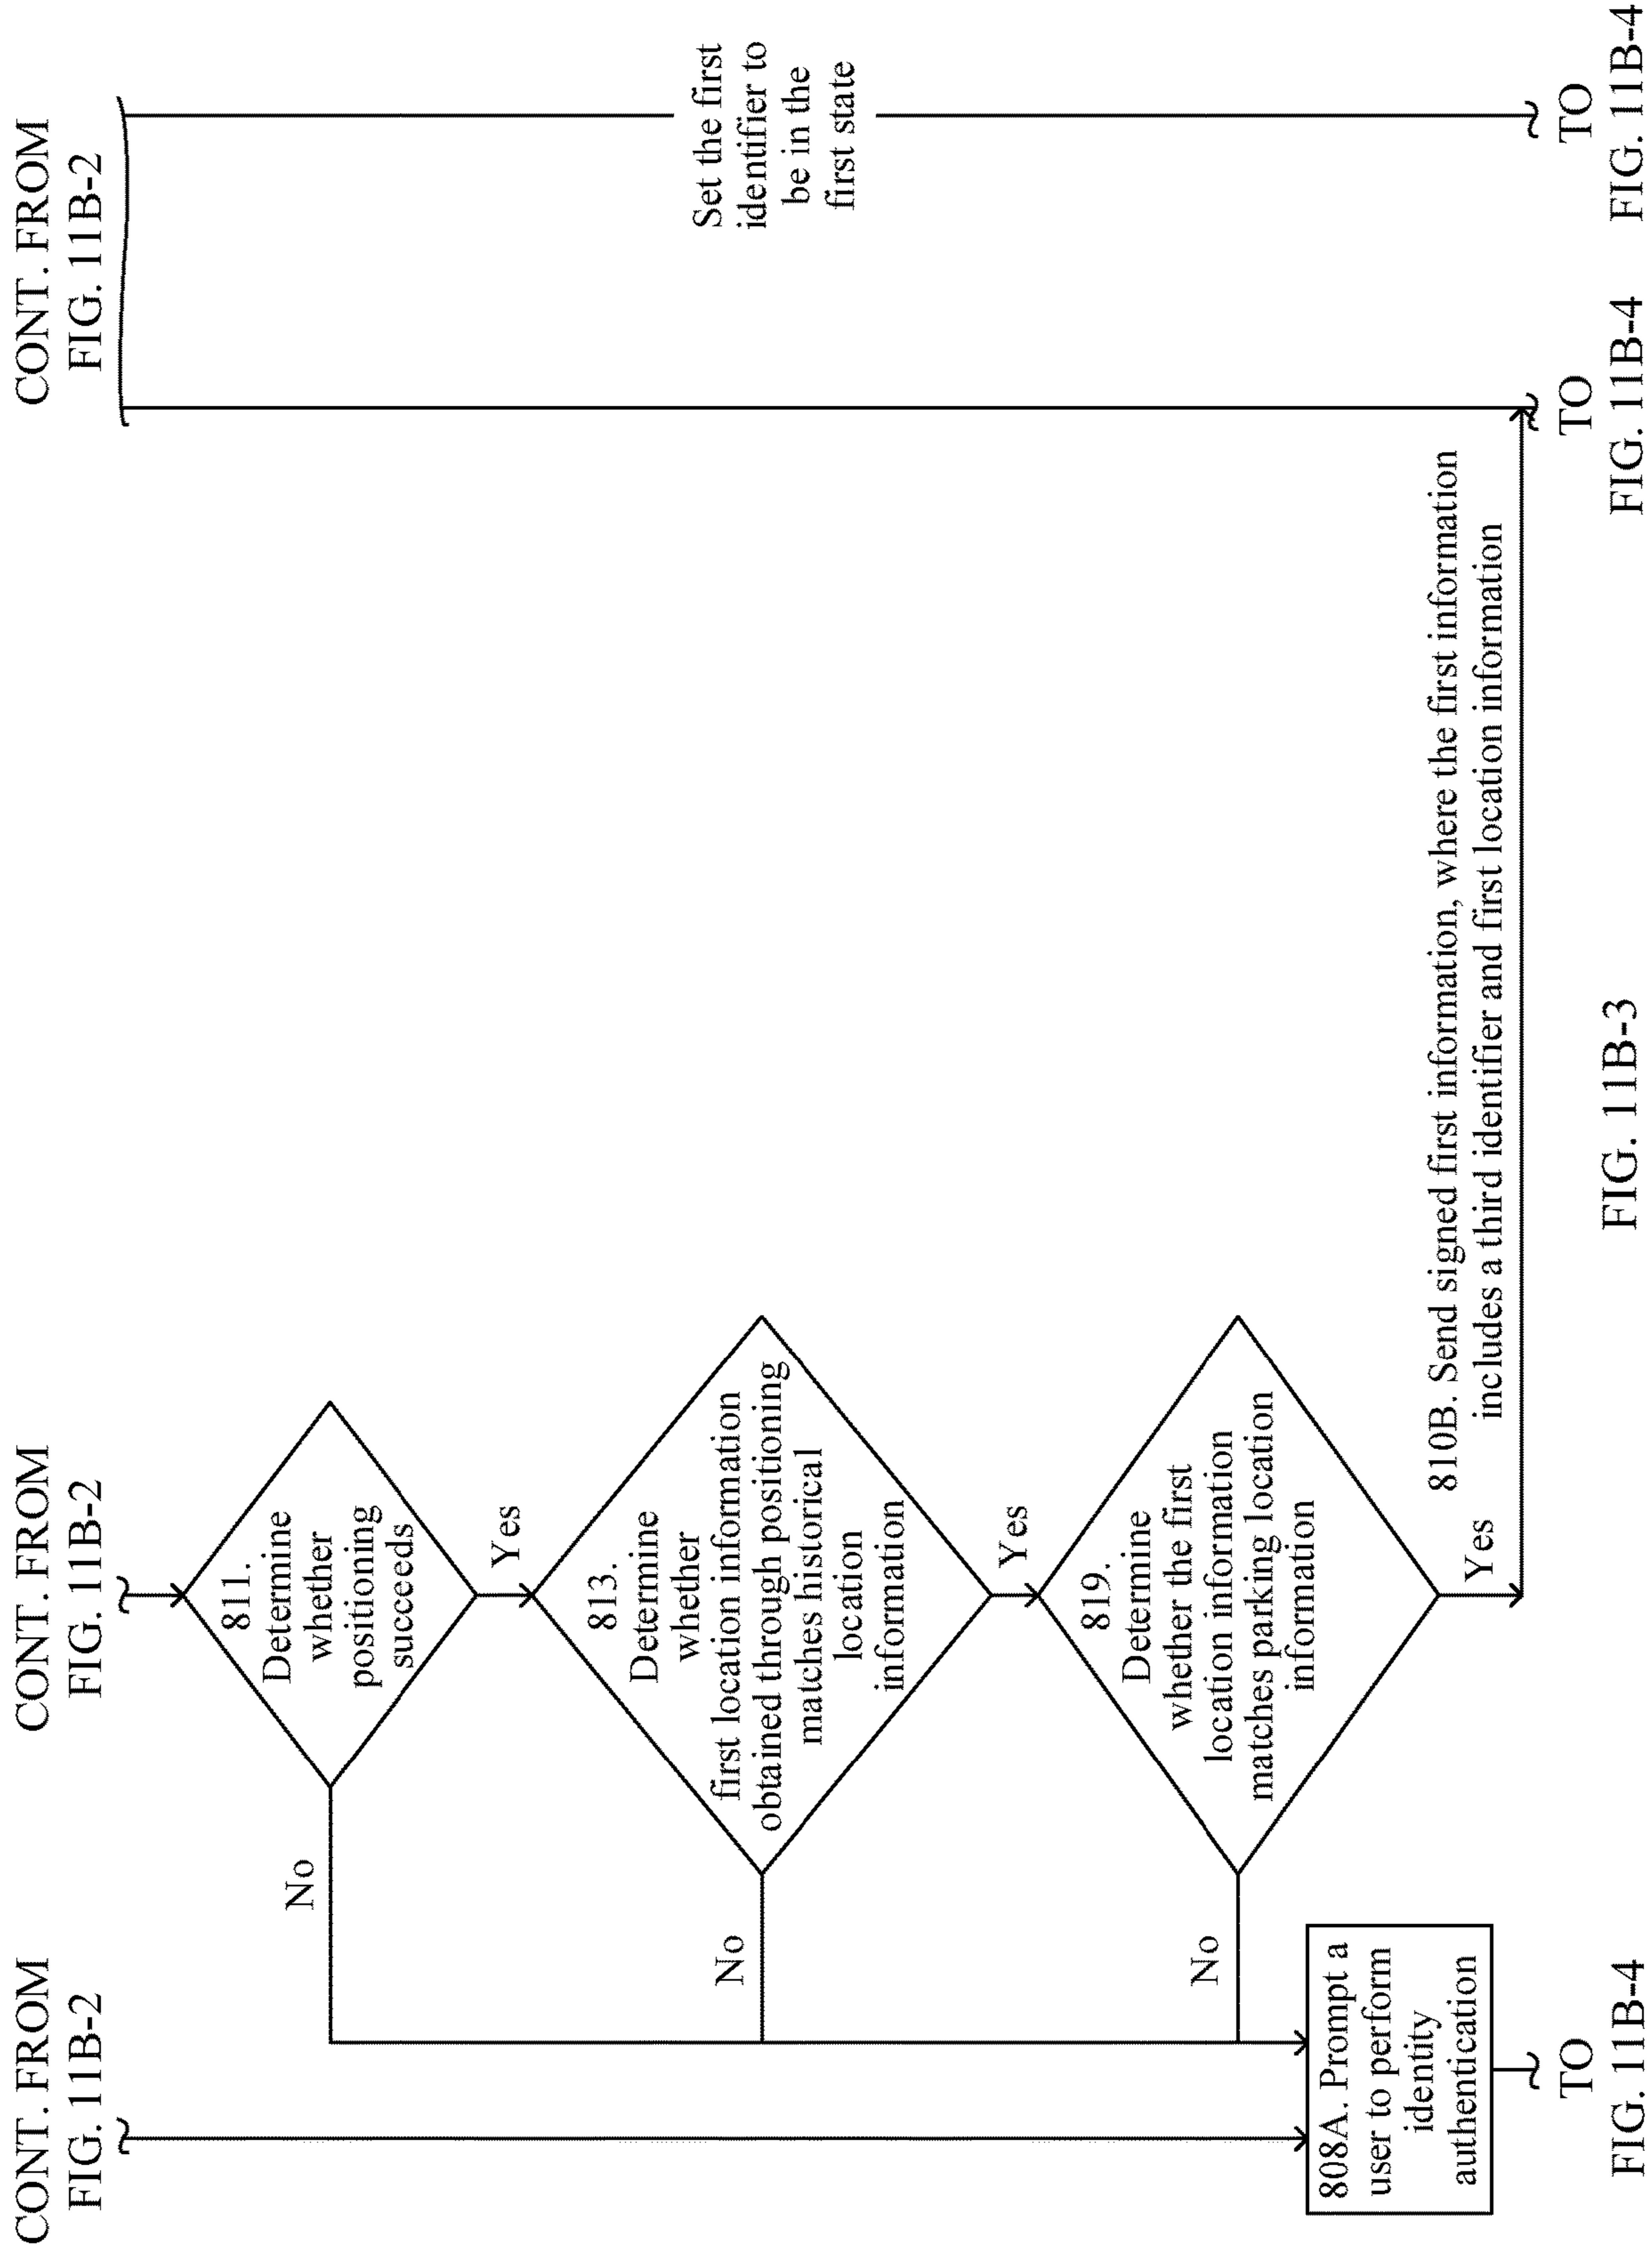 CONT. FROM
FIG. 11B-2
CONT. FROM
FIG. 11B-2
CONT. FROM
FIG. 11B-2
811.
Determine
whether
positioning
succeeds
No
Yes
813.
Determine
whether
first location information
obtained through positioning
matches historical
location
information
No
Yes
Set the first
identifier to
be in the
first state
819.
Determine
whether the first
location information
matches parking location
information
No
Yes
808A. Prompt a
user to perform
identity
authentication
810B. Send signed first information, where the first information
includes a third identifier and first location information
TO
FIG. 11B-4
TO
FIG. 11B-4
TO
FIG. 11B-4
FIG. 11B-3